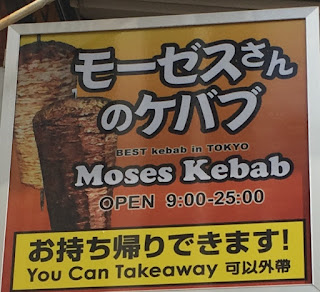 モーゼスさん
のケバブ
BEST kebab in TOKYO
Moses Kebab
OPEN 9:00-25:00
お持ち帰りできます!
You Can Takeaway 可以外帶